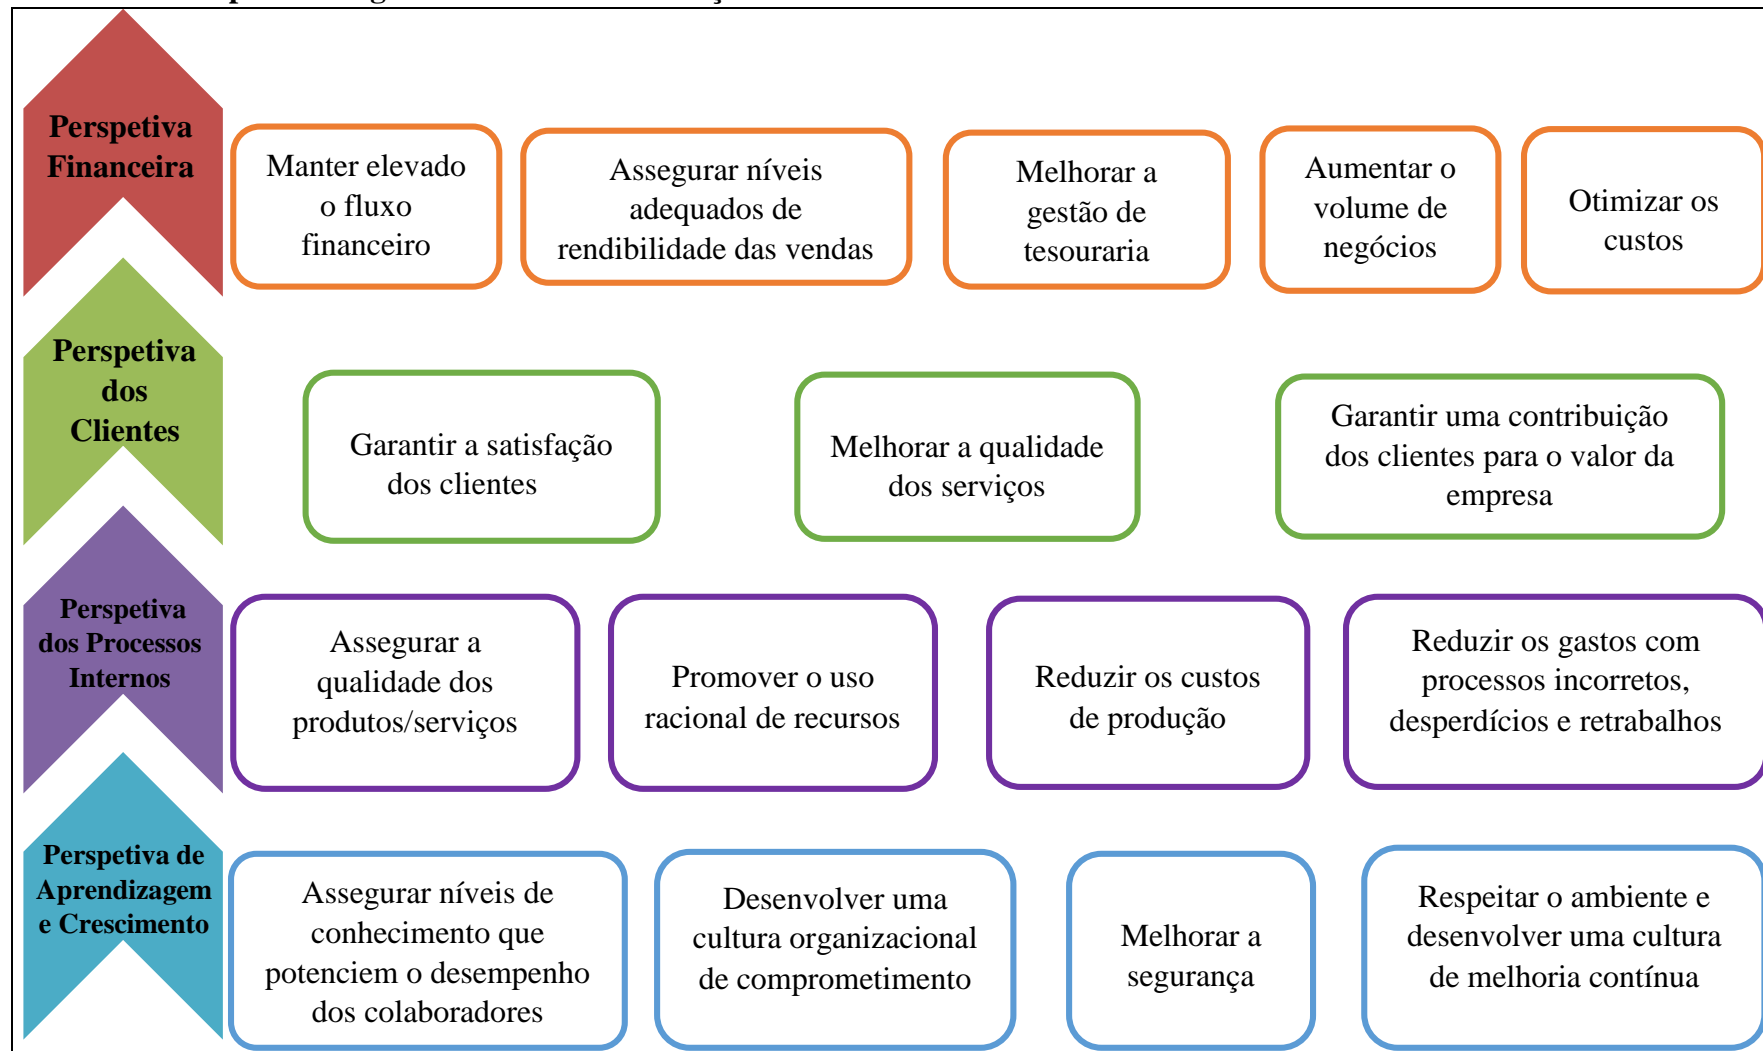 Perspetiva
Financeira
Manter elevado
o fluxo
financeiro
Assegurar níveis
adequados de
rendibilidade das vendas
Melhorar a
gestão de
tesouraria
Aumentar o
volume de
negócios
Otimizar os
custos
Perspetiva
dos
Clientes
Garantir a satisfação
dos clientes
Melhorar a qualidade
dos serviços
Garantir uma contribuição
dos clientes para o valor da
empresa
Perspetiva
dos Processos
Internos
Assegurar a
qualidade dos
produtos/serviços
Promover o uso
racional de recursos
Reduzir os custos
de produção
Reduzir os gastos com
processos incorretos,
desperdícios e retrabalhos
Perspetiva de
Aprendizagem
e Crescimento
Assegurar níveis de
conhecimento que
potenciem o desempenho
dos colaboradores
Desenvolver uma
cultura organizacional
de comprometimento
Melhorar a
segurança
Respeitar o ambiente e
desenvolver uma cultura
de melhoria contínua